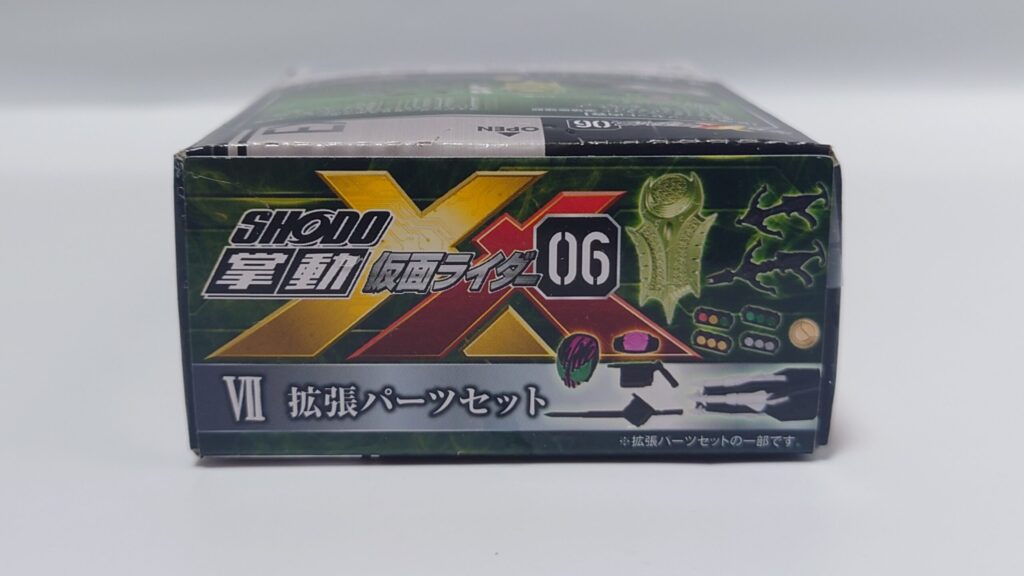 OPEN
06
SHODO
XX
掌動 仮面ライダー 06
Ⅶ 拡張パーツセット
※拡張パーツセットの一部です。